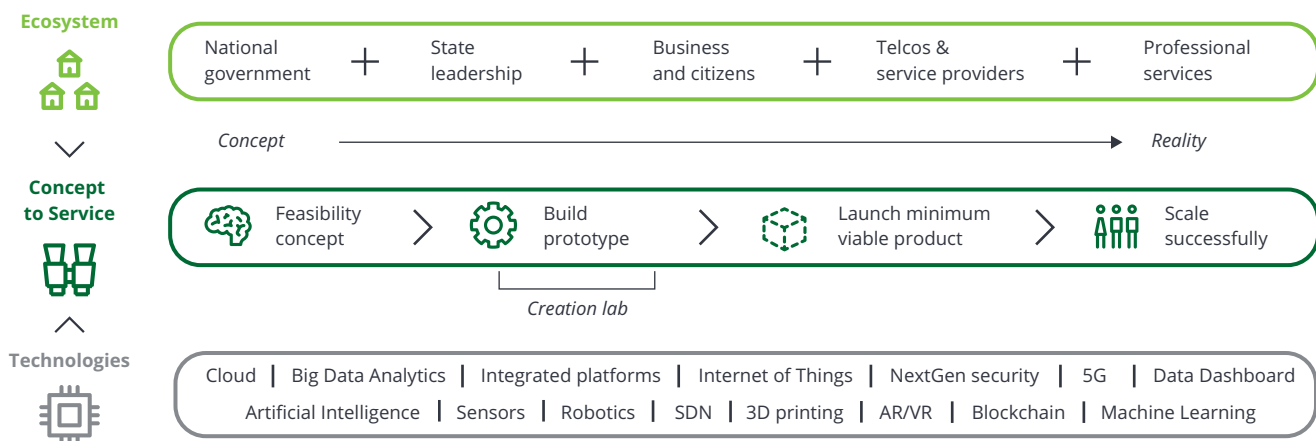 Ecosystem
National
government
State
leadership
Business
and citizens
Telcos &
service providers
Professional
services
Concept
Reality
Concept
to Service
Feasibility
concept
Build
prototype
Launch minimum
viable product
Scale
successfully
Creation lab
Technologies
Cloud | Big Data Analytics | Integrated platforms | Internet of Things | NextGen security | 5G | Data Dashboard
Artificial Intelligence | Sensors | Robotics | SDN | 3D printing | AR/VR | Blockchain | Machine Learning